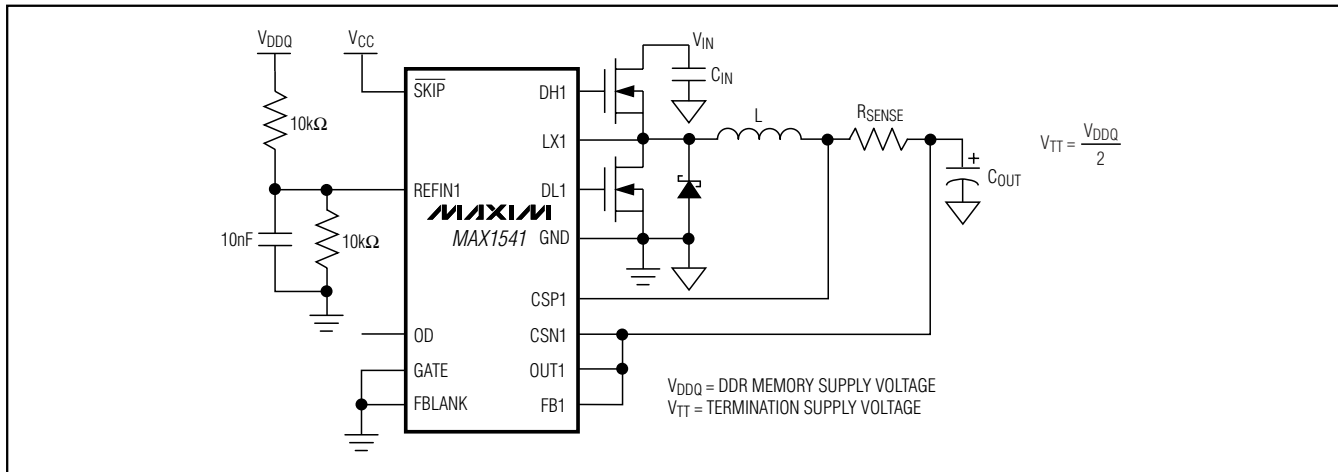 VDDQ
VCC
VIN
SKIP
DH1
CIN
10kΩ
LX1
L
RSENSE
VTT = VDDQ
2
+
COUT
REFIN1
DL1
MAXIM
MAX1541
10nF
10kΩ
GND
CSP1
OD
CSN1
GATE
OUT1
FBLANK
FB1
VDDQ = DDR MEMORY SUPPLY VOLTAGE
VTT = TERMINATION SUPPLY VOLTAGE